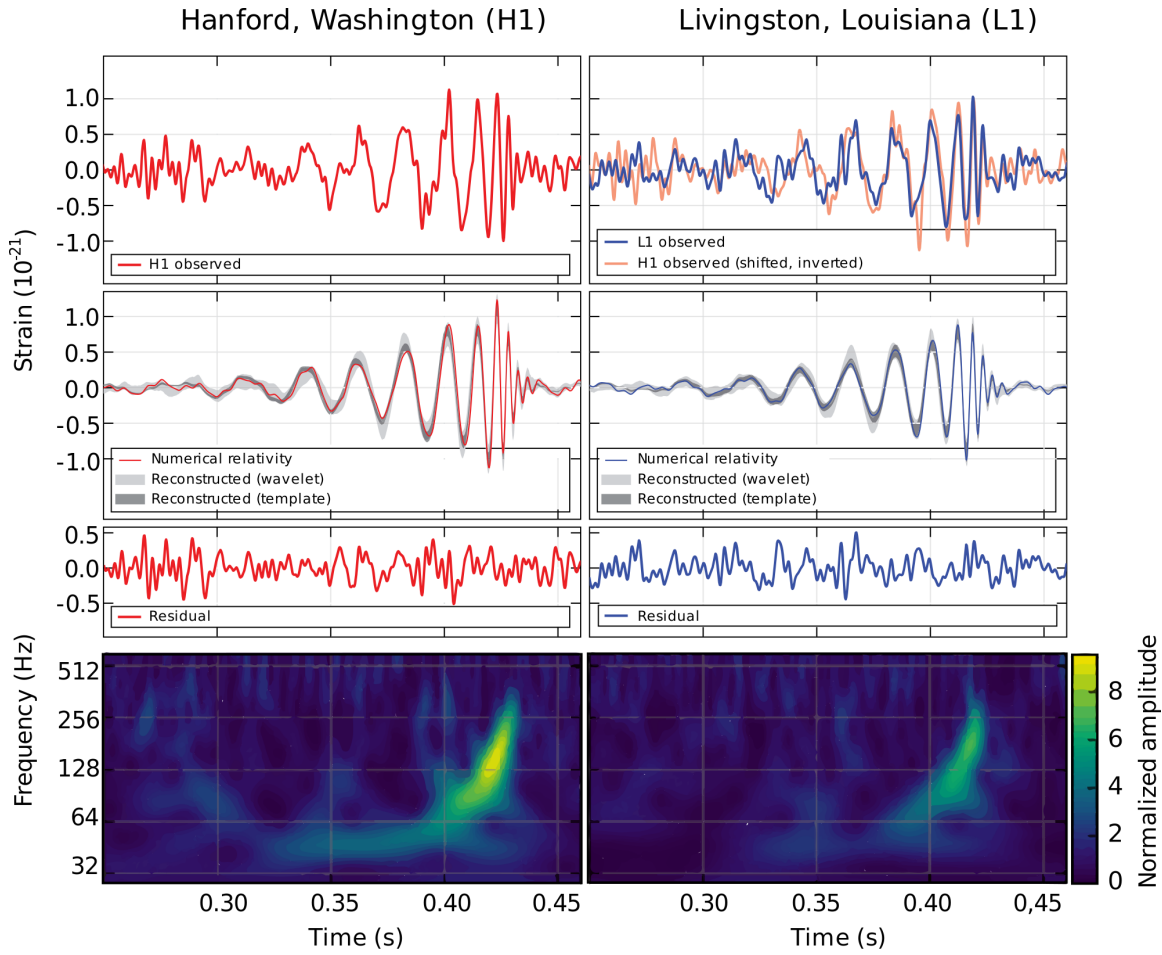 Hanford, Washington (H1)
Livingston, Louisiana (L1)
Strain (10-21)
1.0
0.5
0.0
-0.5
-1.0
H1 observed
L1 observed
H1 observed (shifted, inverted)
1.0
0.5
0.0
-0.5
-1.0
Numerical relativity
Reconstructed (wavelet)
Reconstructed (template)
Numerical relativity
Reconstructed (wavelet)
Reconstructed (template)
0.5
0.0
-0.5
Residual
Residual
Frequency (Hz)
512
256
128
64
32
0.30
0.35
0.40
0.45
Time (s)
0.30
0.35
0.40
0,45
Time (s)
Normalized amplitude
8
6
4
2
0